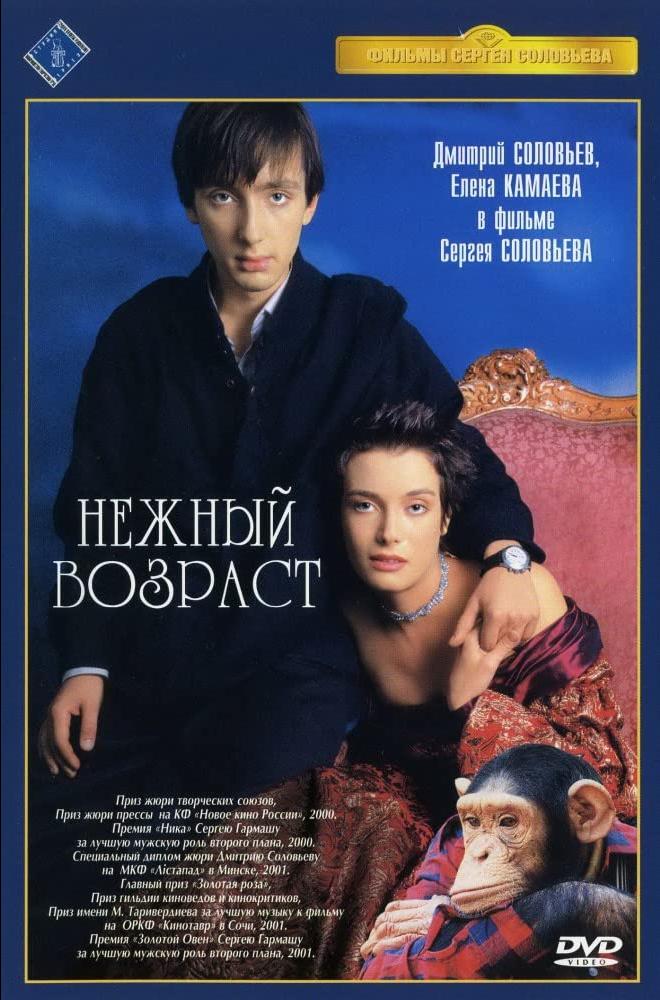 ФИЛЬМЫ СЕРГЕЯ СОЛОВЬЕВА
Дмитрий СОЛОВЬЕВ,
Елена КАМАЕВА
в фильме
Сергея СОЛОВЬЕВА
НЕЖНЫЙ
ВОЗРАСТ
Приз жюри творческих союзов,
Приз жюри прессы на КФ «Новое кино России», 2000.
Премия «Ника» Сергею Гармашу
за лучшую мужскую роль второго плана, 2000.
Специальный диплом жюри Дмитрию Соловьеву
на МКФ «Лістапад» в Минске, 2001.
Главный приз «Золотая роза»,
Приз гильдии киноведов и кинокритиков,
Приз имени М. Таривердиева за лучшую музыку к фильму
на ОРКФ «Кинотавр» в Сочи, 2001.
Премия «Золотой Овен» Сергею Гармашу
за лучшую мужскую роль второго плана, 2001.
DVD
VIDEO